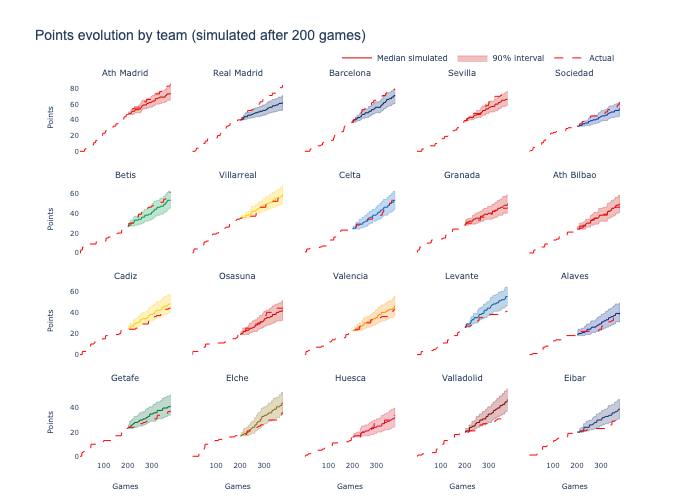 Points evolution by team (simulated after 200 games)
Median simulated 90% interval Actual
Ath Madrid Real Madrid Barcelona Sevilla Sociedad
80
60
40
20
0
Points
Betis Villarreal Celta Granada Ath Bilbao
60
40
20
0
Points
Cadiz Osasuna Valencia Levante Alaves
60
40
20
0
Points
Getafe Elche Huesca Valladolid Eibar
40
20
0
Points
100 200 300 100 200 300 100 200 300 100 200 300 100 200 300
Games Games Games Games Games